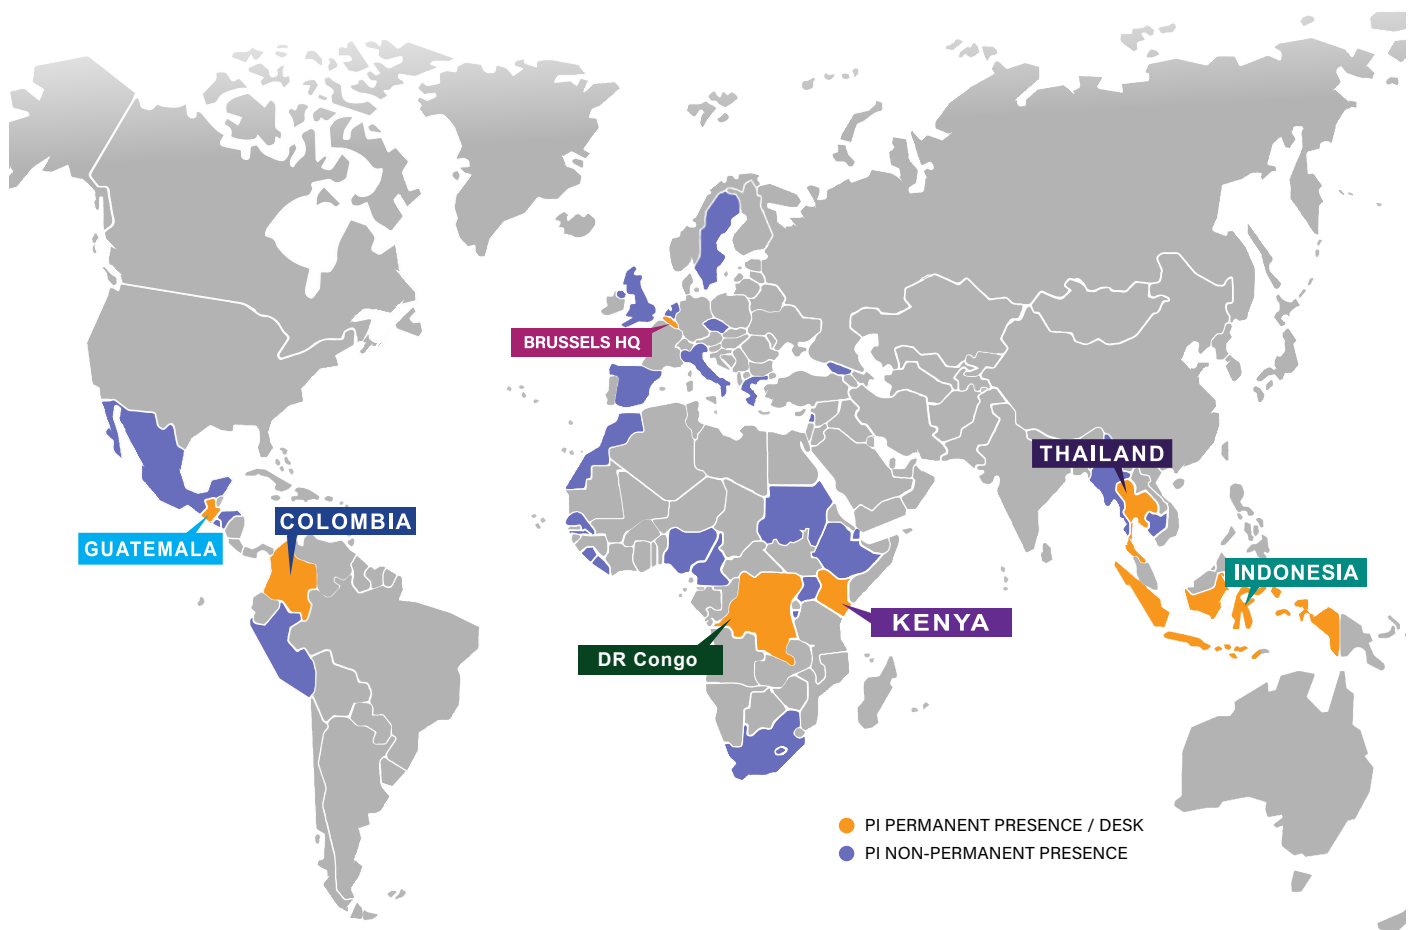 BRUSSELS HQ
THAILAND
COLOMBIA
GUATEMALA
INDONESIA
KENYA
DR Congo
PI PERMANENT PRESENCE / DESK
PI NON-PERMANENT PRESENCE